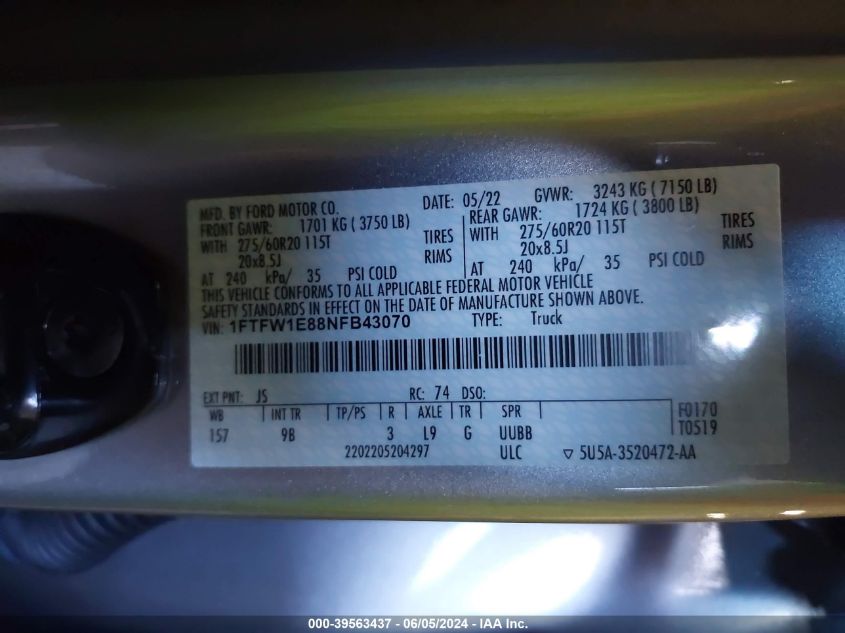 MFD. BY FORD MOTOR CO. DATE: 05/22 GVWR: 3243 KG ( 7150 LB)
FRONT GAWR: 1701 KG ( 3750 LB) REAR GAWR: 1724 KG ( 3800 LB)
WITH 275/60R20 115T TIRES WITH 275/60R20 115T TIRES
20x8.5J RIMS 20x8.5J RIMS
AT 240 kPa/ 35 PSI COLD AT 240 kPa/ 35 PSI COLD
THIS VEHICLE CONFORMS TO ALL APPLICABLE FEDERAL MOTOR VEHICLE
SAFETY STANDARDS IN EFFECT ON THE DATE OF MANUFACTURE SHOWN ABOVE.
VIN: 1FTFW1E88NFB43070 TYPE: Truck
EXT PNT: JS RC: 74 DSO:
WB INT TR TP/PS R AXLE TR SPR F0170
157 9B 3 L9 G UUBB T0519
2202205204297 ULC ▽ 5U5A-3520472-AA
000-39563437 - 06/05/2024 - IAA Inc.